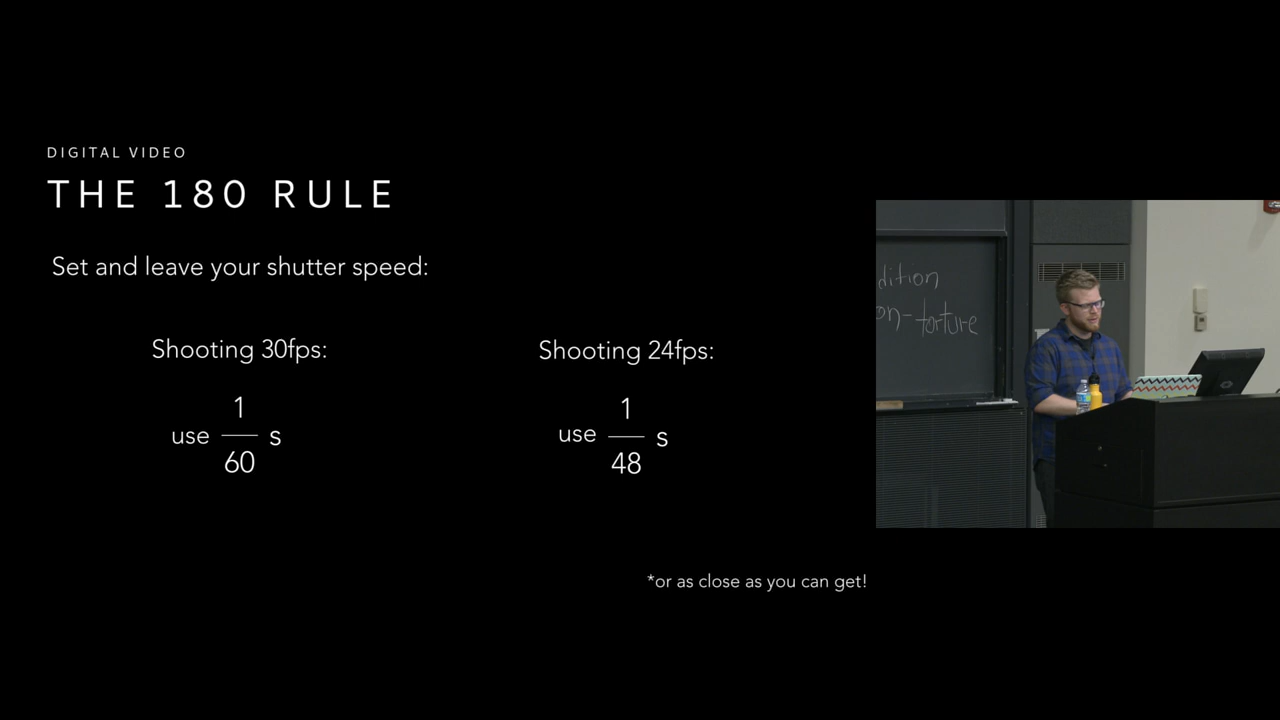 DIGITAL VIDEO
THE 180 RULE
Set and leave your shutter speed:
Shooting 30fps:
use 1/60 s
Shooting 24fps:
use 1/48 s
*or as close as you can get!
dition
on-torture